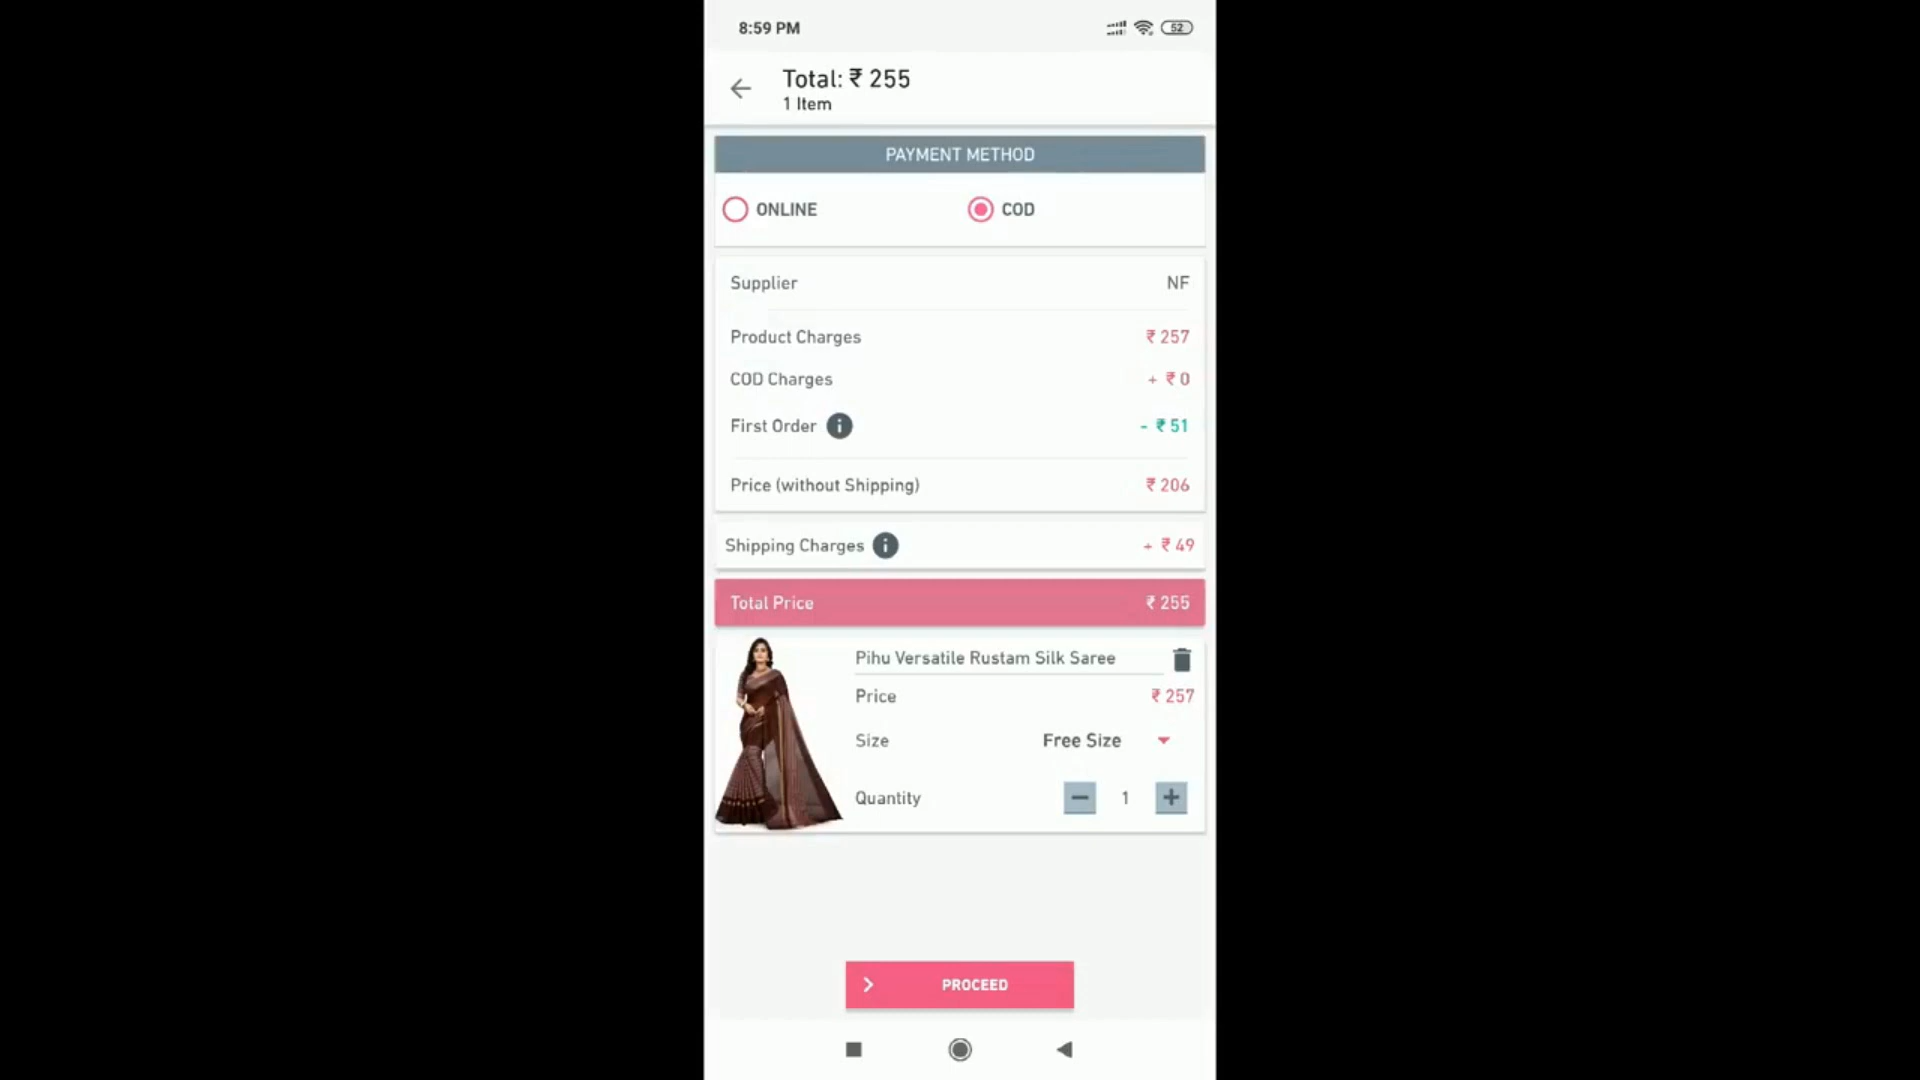 8:59 PM
52
Total: ₹ 255
1 Item
PAYMENT METHOD
ONLINE
COD
Supplier NF
Product Charges ₹ 257
COD Charges + ₹ 0
First Order i - ₹ 51
Price (without Shipping) ₹ 206
Shipping Charges i + ₹ 49
Total Price ₹ 255
Pihu Versatile Rustam Silk Saree
Price ₹ 257
Size Free Size
Quantity 1
PROCEED